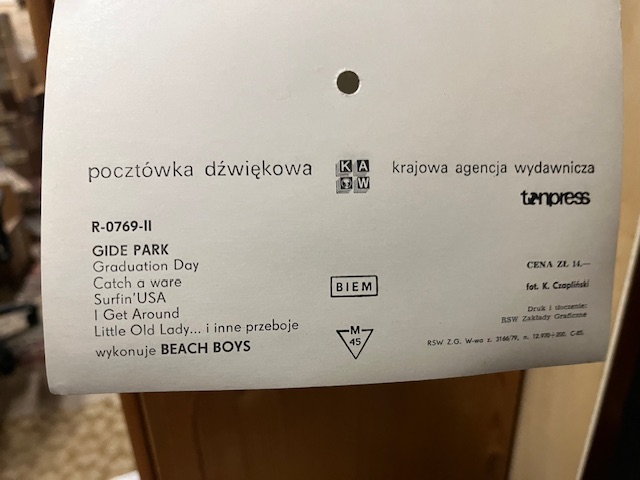 pocztówka dźwiękowa
KAW
krajowa agencja wydawnicza
tonpress
R-0769-II
GIDE PARK
Graduation Day
Catch a ware
Surfin'USA
I Get Around
Little Old Lady... i inne przeboje
wykonuje BEACH BOYS
BIEM
M
45
CENA ZŁ 14.—
fot. K. Czapliński
Druk i tłoczenie:
RSW Zakłady Graficzne
RSW Z.G. W-wa z. 3166/79, n. 12.970+202. C-85.